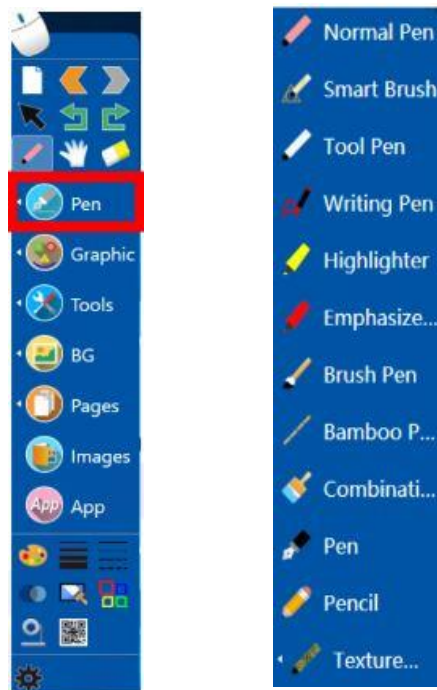 Pen
Graphic
Tools
BG
Pages
Images
App App
Normal Pen
Smart Brush
Tool Pen
Writing Pen
Highlighter
Emphasize...
Brush Pen
Bamboo P...
Combinati...
Pen
Pencil
Texture...